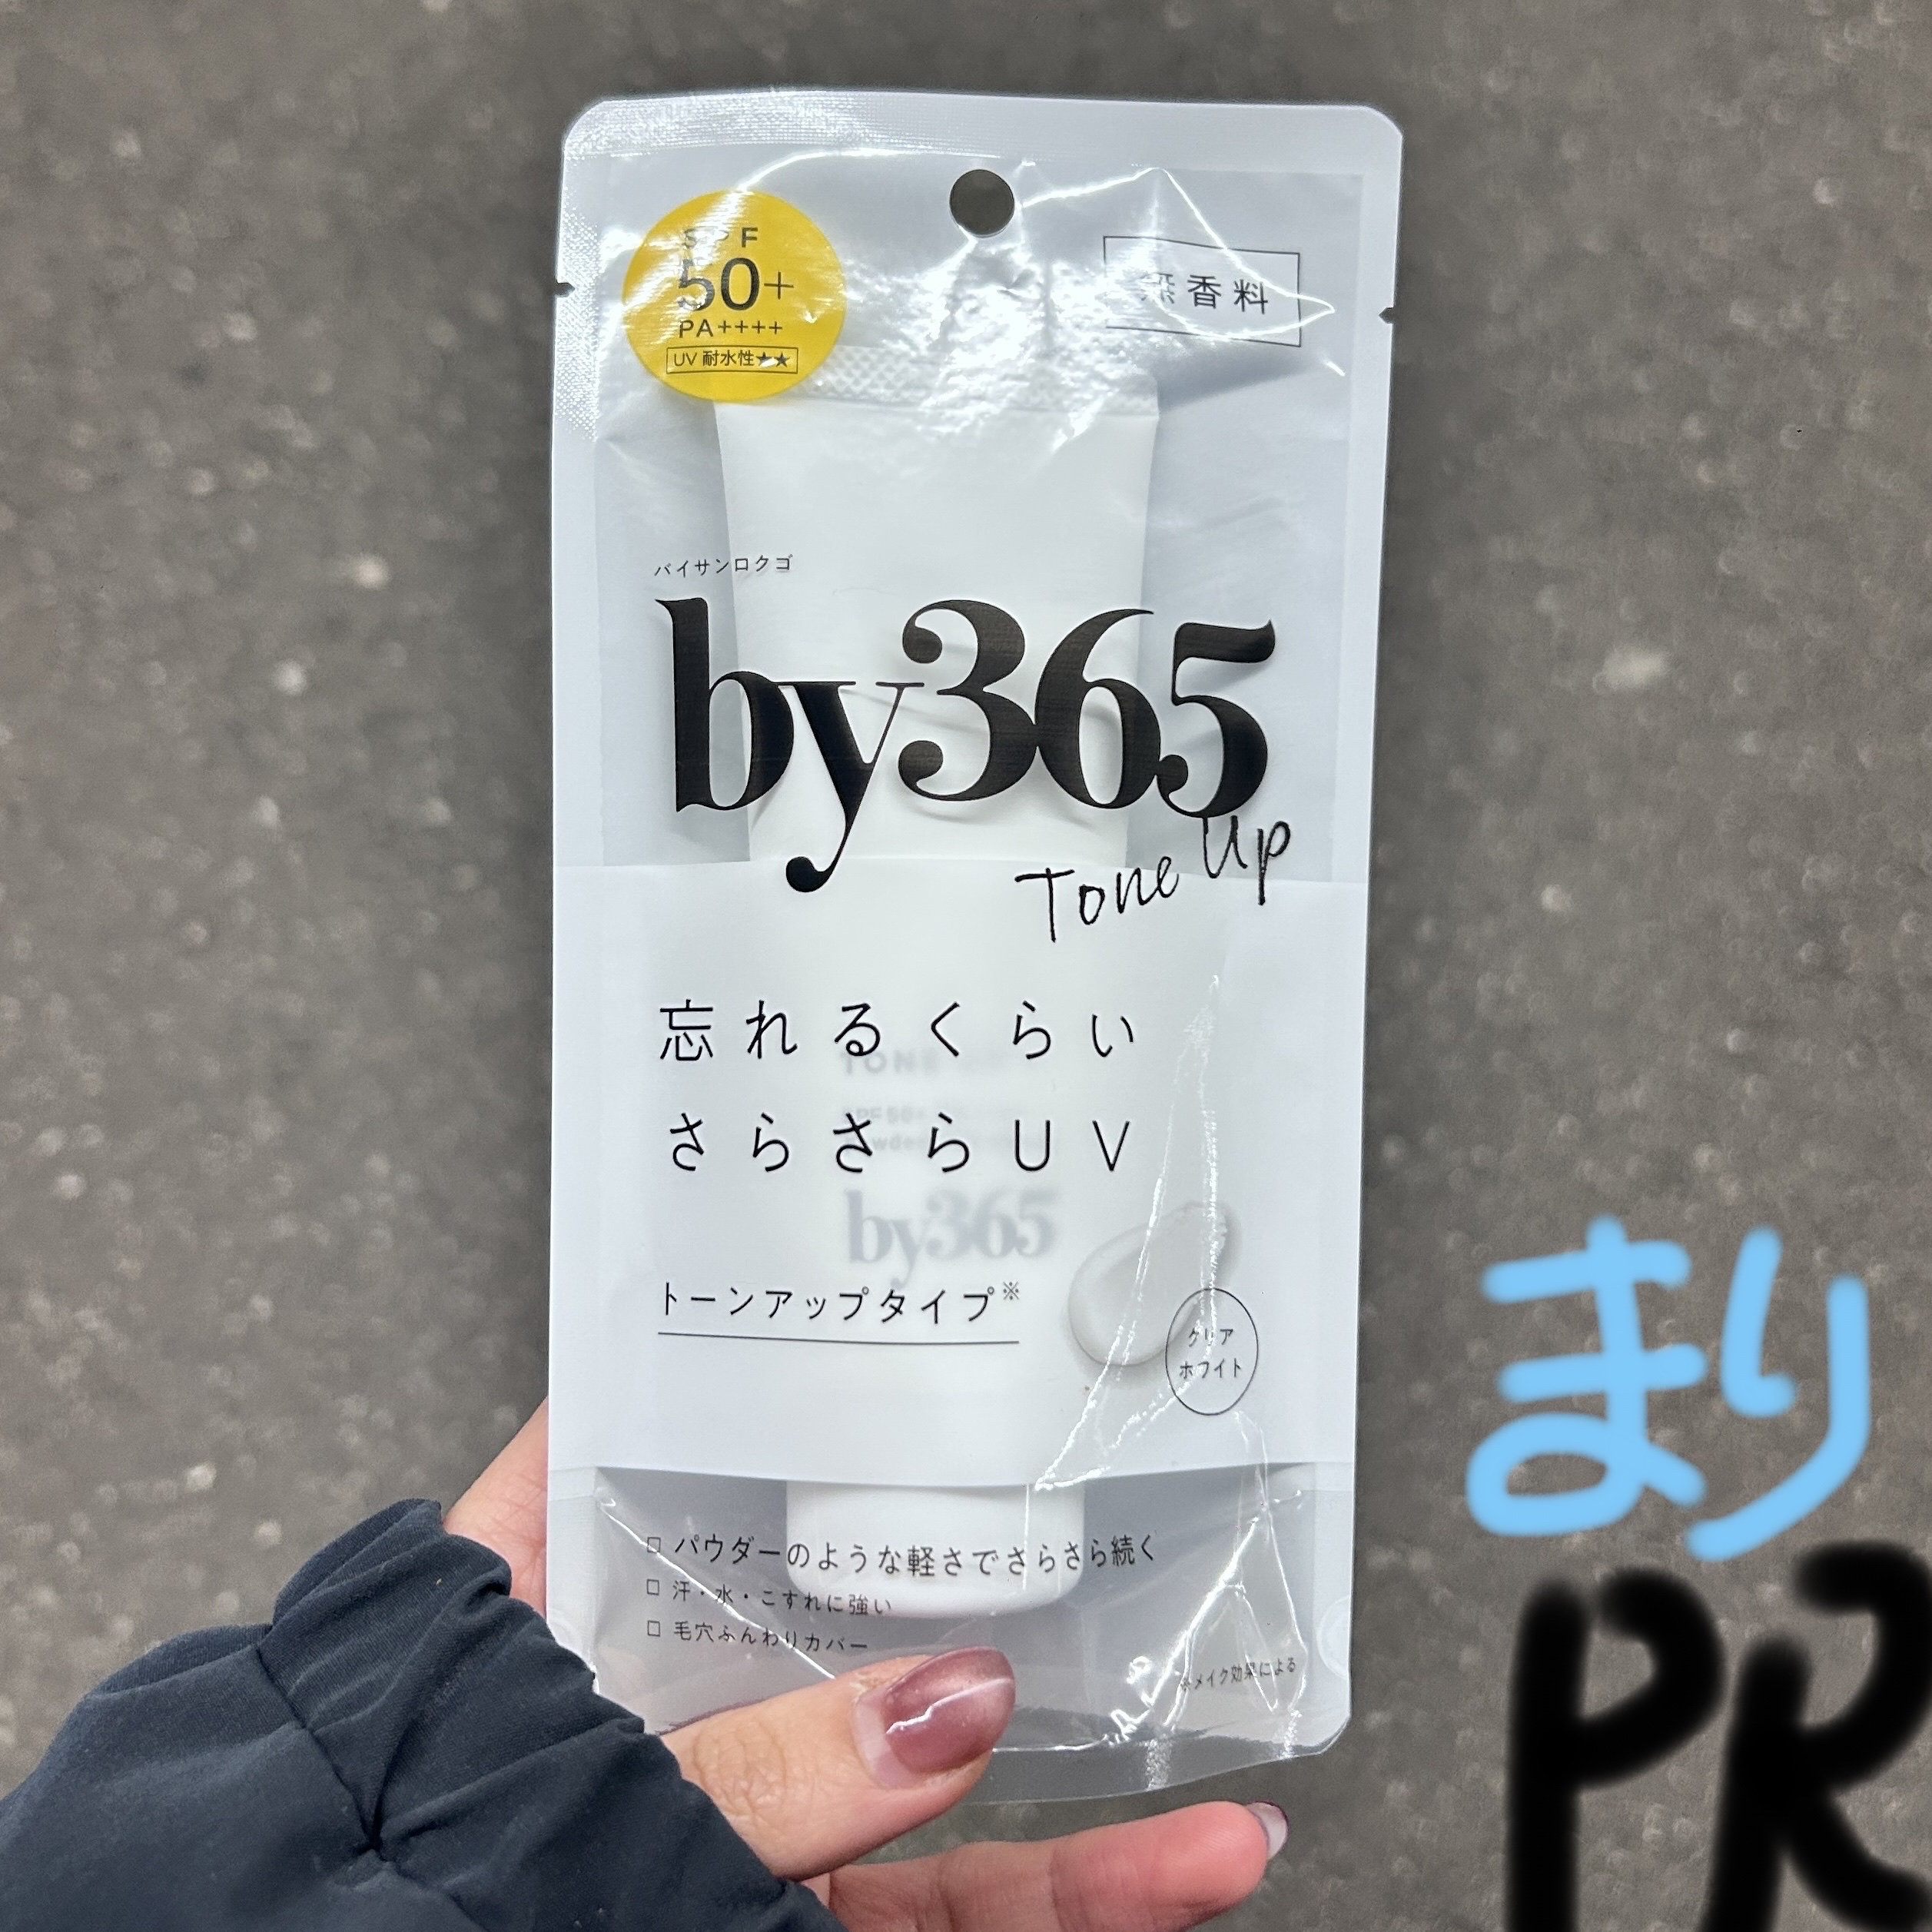 SPF
50+
PA++++
UV 耐水性★★
無香料
バイサンロクゴ
by365
Tone Up
忘れるくらい
さらさらUV
by365
トーンアップタイプ※
クリア
ホワイト
□ パウダーのような軽さでさらさら続く
□ 汗・水・こすれに強い
□ 毛穴ふんわりカバー
※メイク効果による
まり
PR